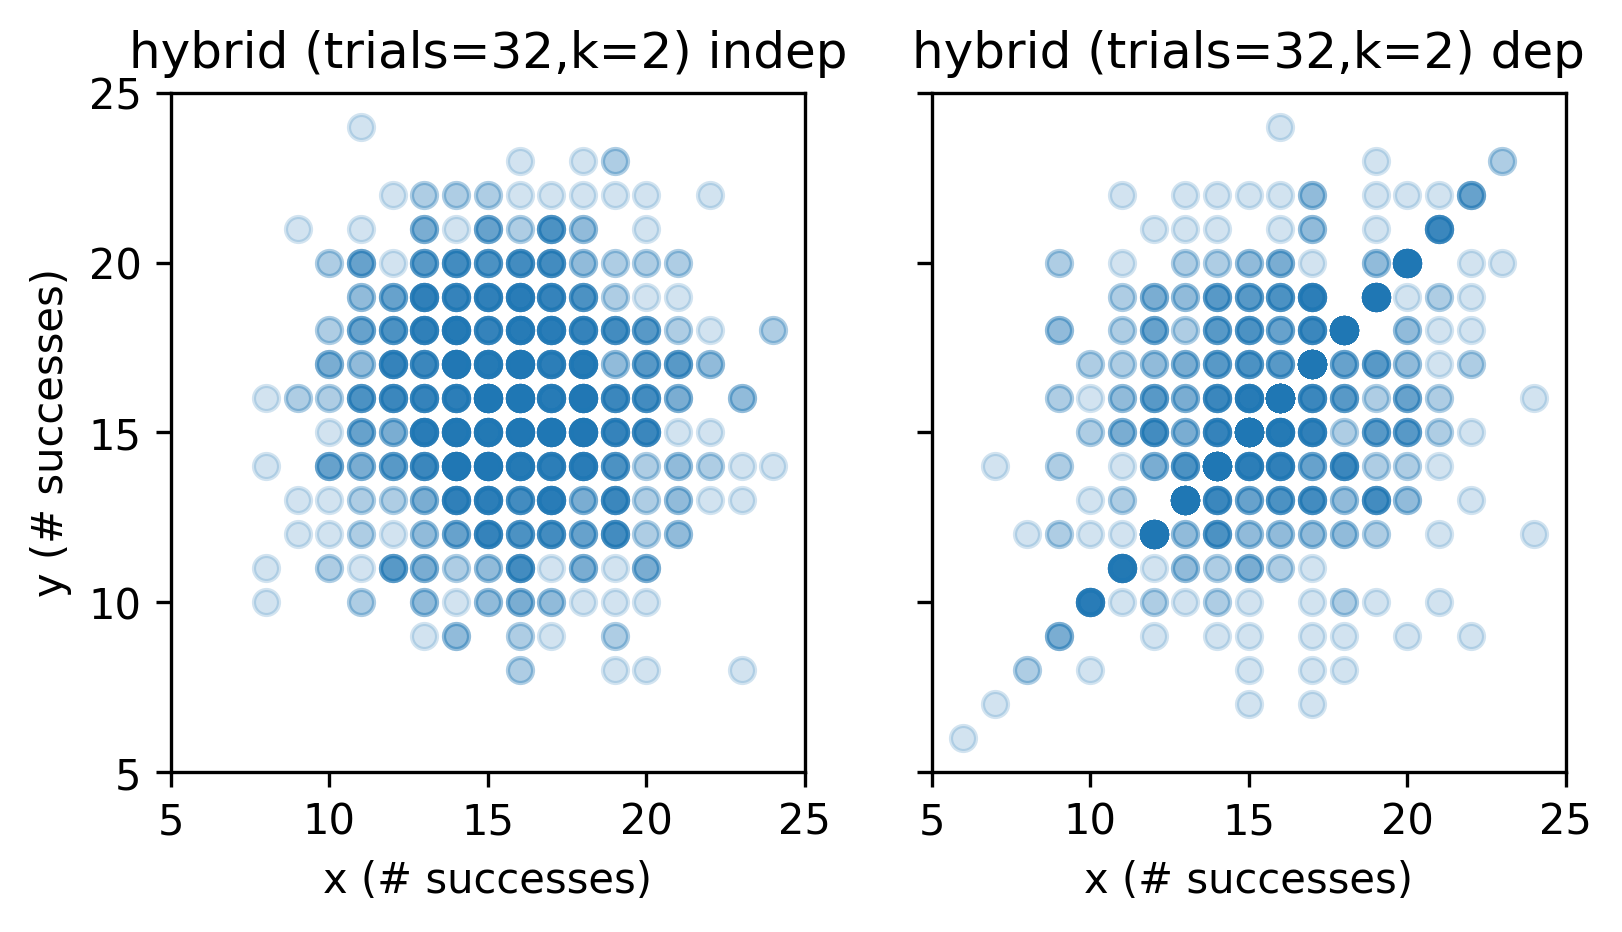 hybrid (trials=32,k=2) indep
hybrid (trials=32,k=2) dep
25
20
15
10
5
y (# successes)
5 10 15 20 25
5 10 15 20 25
x (# successes)
x (# successes)